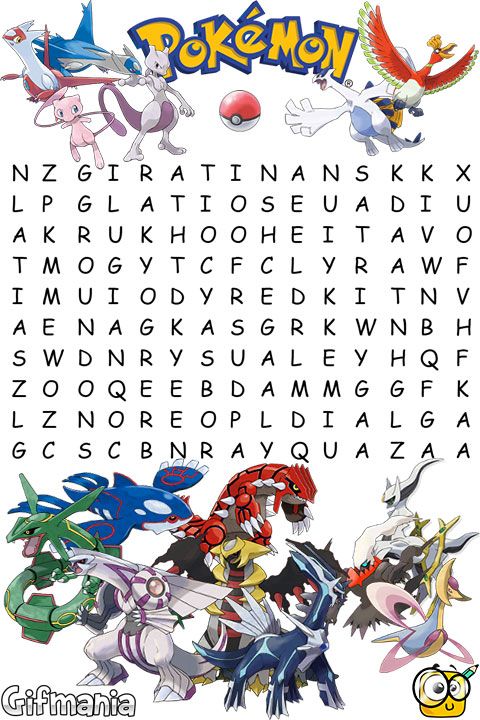 POKÉMON
®
N Z G I R A T I N A N S K K X
L P G L A T I O S E U A D I U
A K R U K H O O H E I T A V O
T M O G Y T C F C L Y R A W F
I M U I O D Y R E D K I T N V
A E N A G K A S G R K W N B H
S W D N R Y S U A L E Y H Q F
Z O O Q E E B D A M M G G F K
L Z N O R E O P L D I A L G A
G C S C B N R A Y Q U A Z A A
Gifmania